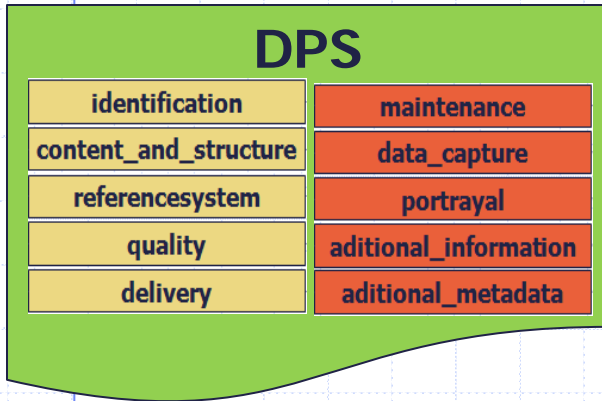 DPS
identification
content_and_structure
referencesystem
quality
delivery
maintenance
data_capture
portrayal
aditional_information
aditional_metadata